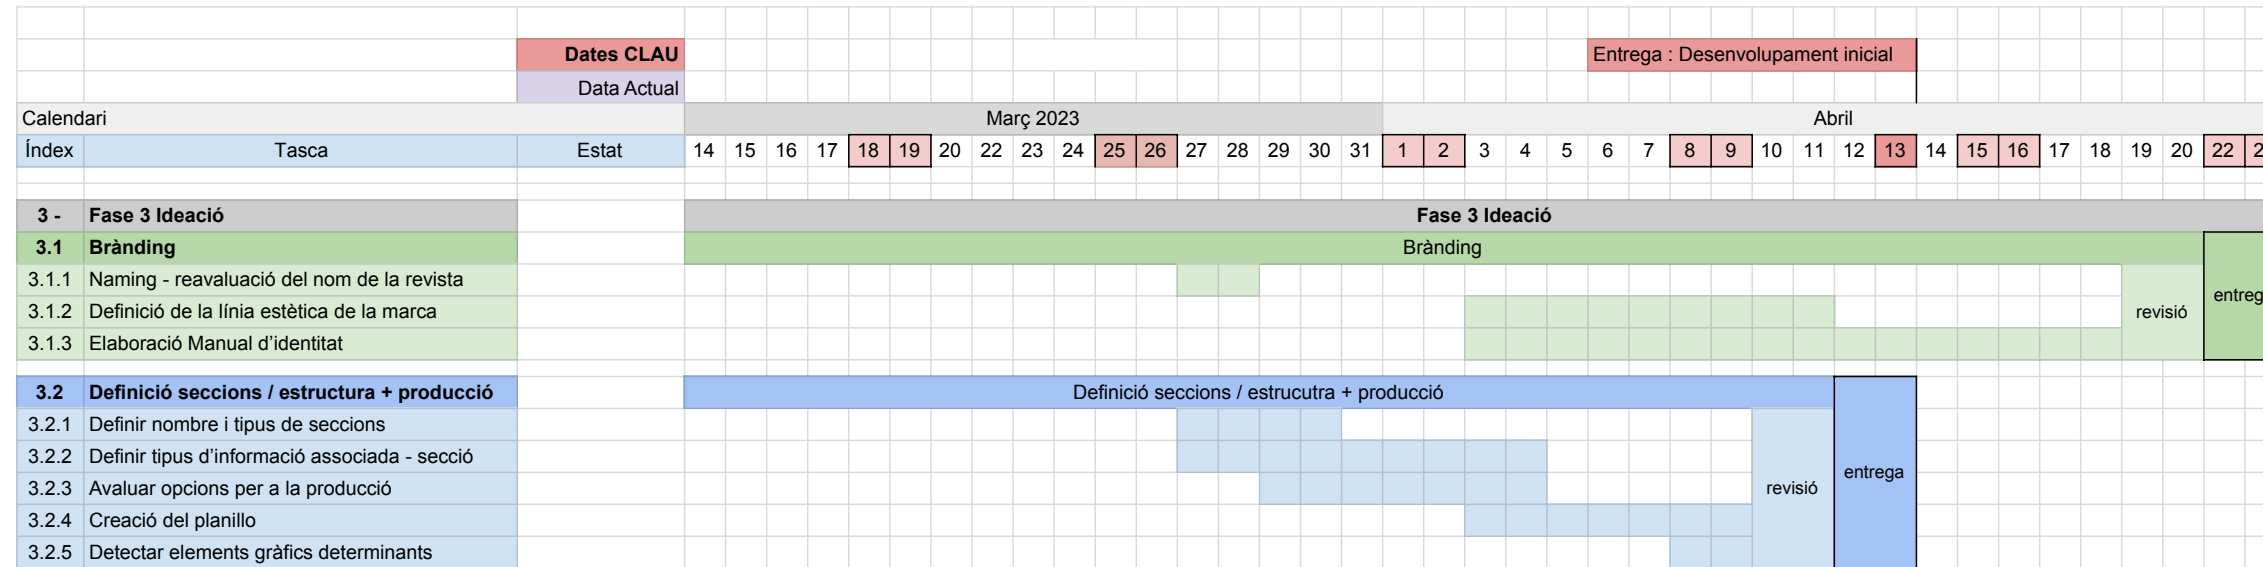 Dates CLAU Entrega : Desenvolupament inicial
Data Actual
Calendari Març 2023 Abril
Índex Tasca Estat 14 15 16 17 18 19 20 22 23 24 25 26 27 28 29 30 31 1 2 3 4 5 6 7 8 9 10 11 12 13 14 15 16 17 18 19 20 22
3 - Fase 3 Ideació Fase 3 Ideació
3.1 Brànding Brànding
3.1.1 Naming - reavaluació del nom de la revista
3.1.2 Definició de la línia estètica de la marca revisió entreg
3.1.3 Elaboració Manual d'identitat
3.2 Definició seccions / estructura + producció Definició seccions / estrucutra + producció
3.2.1 Definir nombre i tipus de seccions
3.2.2 Definir tipus d'informació associada - secció
3.2.3 Avaluar opcions per a la producció revisió entrega
3.2.4 Creació del planillo
3.2.5 Detectar elements gràfics determinants